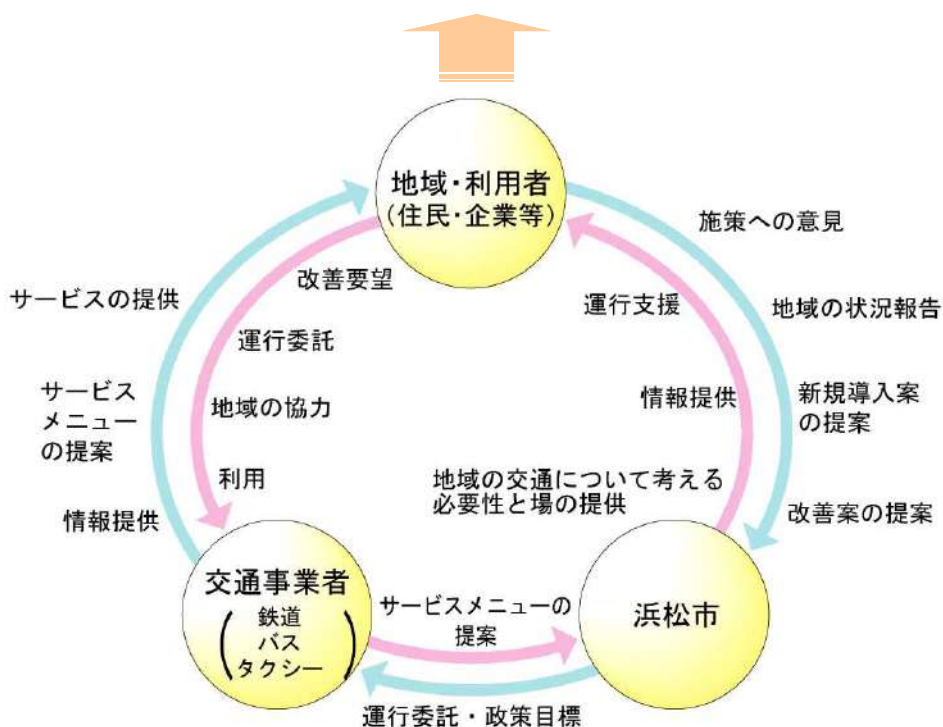 地域・利用者
(住民・企業等)
施策への意見
改善要望
運行支援
サービスの提供
地域の状況報告
運行委託
サービス
メニュー
の提案
地域の協力
情報提供
新規導入案
の提案
利用
地域の交通について考える
必要性と場の提供
情報提供
改善案の提案
交通事業者
(鉄道
バス
タクシー)
サービスメニューの
提案
浜松市
運行委託・政策目標